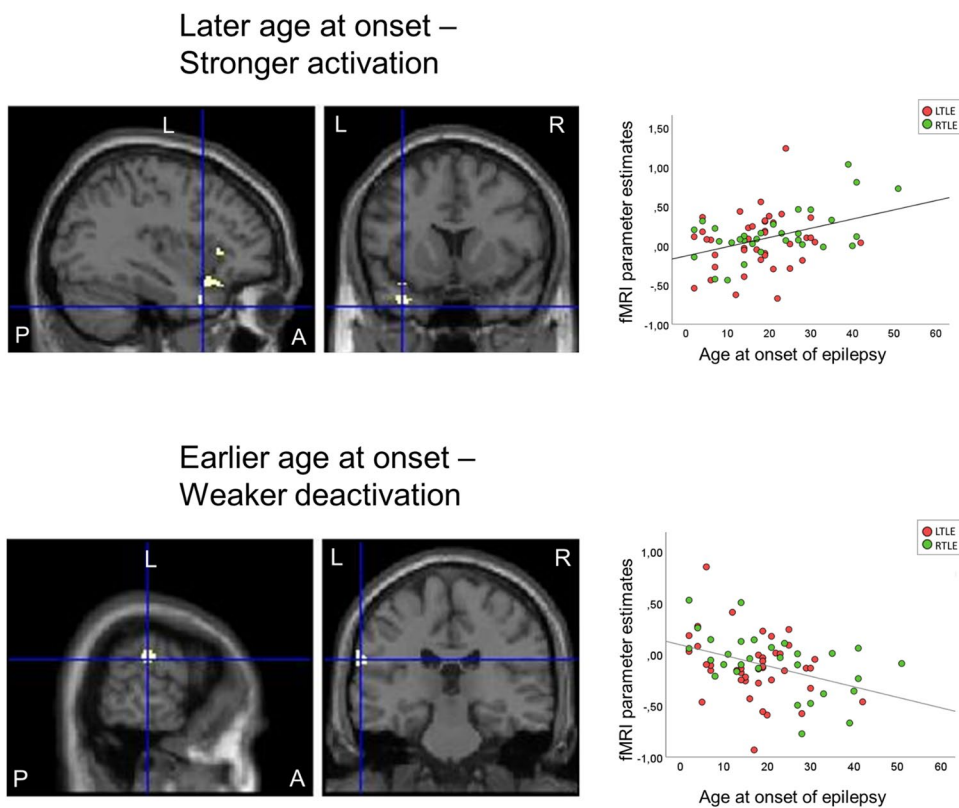 Later age at onset –
Stronger activation
L
P
A
L
R
LTLE
RTLE
fMRI parameter estimates
1,50
1,00
,50
,00
-,50
-1,00
0 10 20 30 40 50 60
Age at onset of epilepsy
Earlier age at onset –
Weaker deactivation
L
P
A
L
R
LTLE
RTLE
fMRI parameter estimates
1,00
,50
,00
-,50
-1,00
0 10 20 30 40 50 60
Age at onset of epilepsy